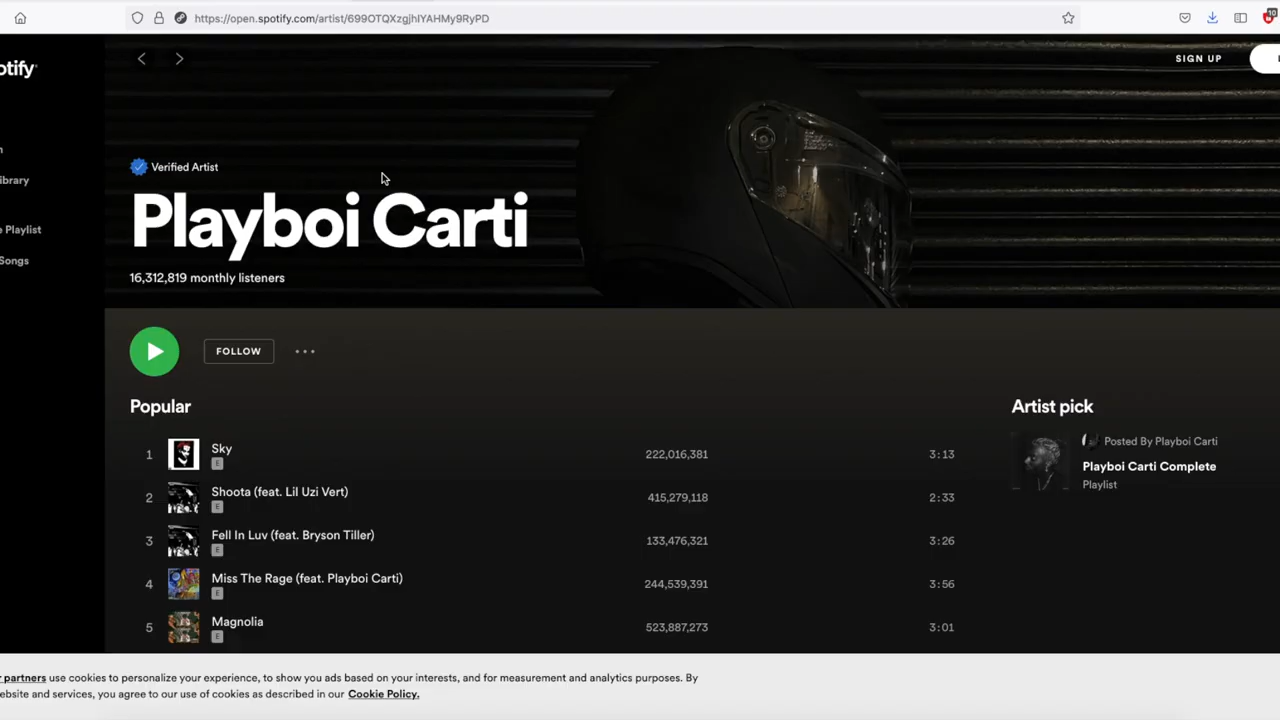 https://open.spotify.com/artist/699OTQXzgjhIYAHMy9RyPD
10
otify
SIGN UP
Verified Artist
ibrary
Playboi Carti
e Playlist
Songs
16,312,819 monthly listeners
FOLLOW
Popular
Artist pick
1 Sky 222,016,381 3:13
E
Posted By Playboi Carti
Playboi Carti Complete
Playlist
2 Shoota (feat. Lil Uzi Vert) 415,279,118 2:33
E
3 Fell In Luv (feat. Bryson Tiller) 133,476,321 3:26
E
4 Miss The Rage (feat. Playboi Carti) 244,539,391 3:56
E
5 Magnolia 523,887,273 3:01
E
r partners use cookies to personalize your experience, to show you ads based on your interests, and for measurement and analytics purposes. By
ebsite and services, you agree to our use of cookies as described in our Cookie Policy.